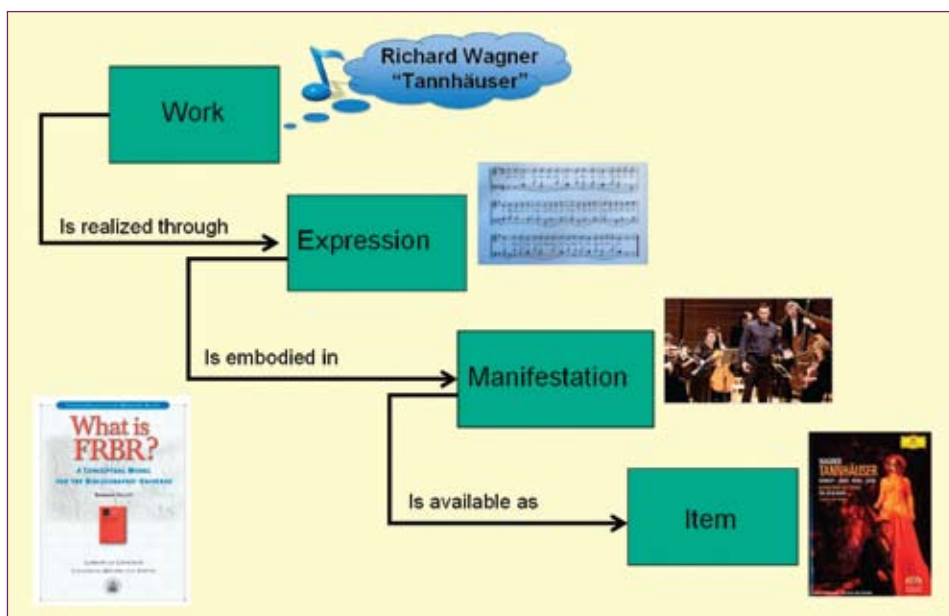 Richard Wagner
“Tannhäuser”
Work
Is realized through
Expression
Is embodied in
Manifestation
What is
FRBR?
A CONCEPTUAL MODEL
FOR THE BIBLIOGRAPHIC UNIVERSE
Is available as
Item
WAGNER
TANNHÄUSER